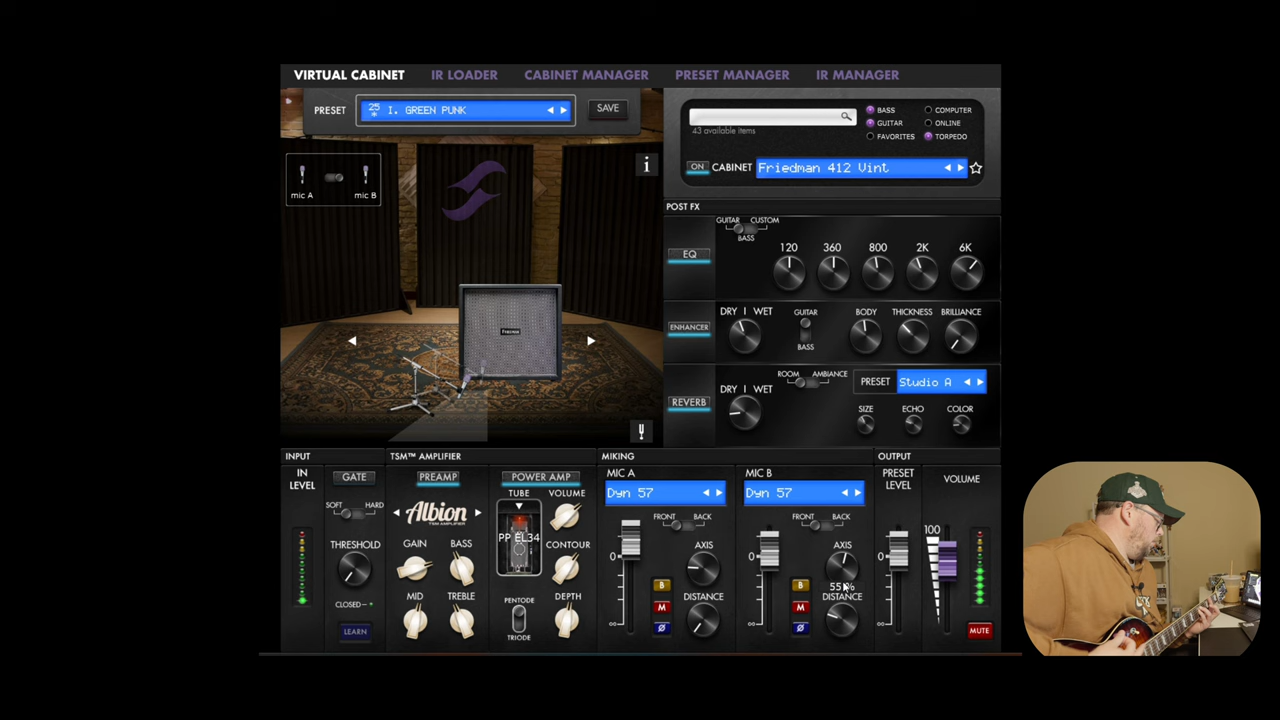 VIRTUAL CABINET IR LOADER CABINET MANAGER PRESET MANAGER IR MANAGER
PRESET 25 * I. GREEN PUNK SAVE
mic A mic B
i
43 available items
BASS COMPUTER
GUITAR ONLINE
FAVORITES TORPEDO
ON CABINET Friedman 412 Vint
POST FX
EQ
GUITAR CUSTOM
BASS
120 360 800 2K 6K
ENHANCER
DRY I WET
GUITAR
BASS
BODY THICKNESS BRILLIANCE
REVERB
DRY I WET
ROOM AMBIANCE
PRESET Studio A
SIZE ECHO COLOR
INPUT TSM™ AMPLIFIER MIKING OUTPUT
IN LEVEL
GATE
SOFT HARD
THRESHOLD
CLOSED
LEARN
PREAMP
Albion
TSM AMPLIFIER
GAIN BASS
MID TREBLE
POWER AMP
TUBE
PP EL34
PENTODE
TRIODE
VOLUME
CONTOUR
DEPTH
MIC A
Dyn 57
FRONT BACK
0
∞
AXIS
DISTANCE
B
M
Ø
MIC B
Dyn 57
FRONT BACK
0
∞
AXIS
55%
DISTANCE
B
M
Ø
PRESET LEVEL
0
∞
VOLUME
100
MUTE